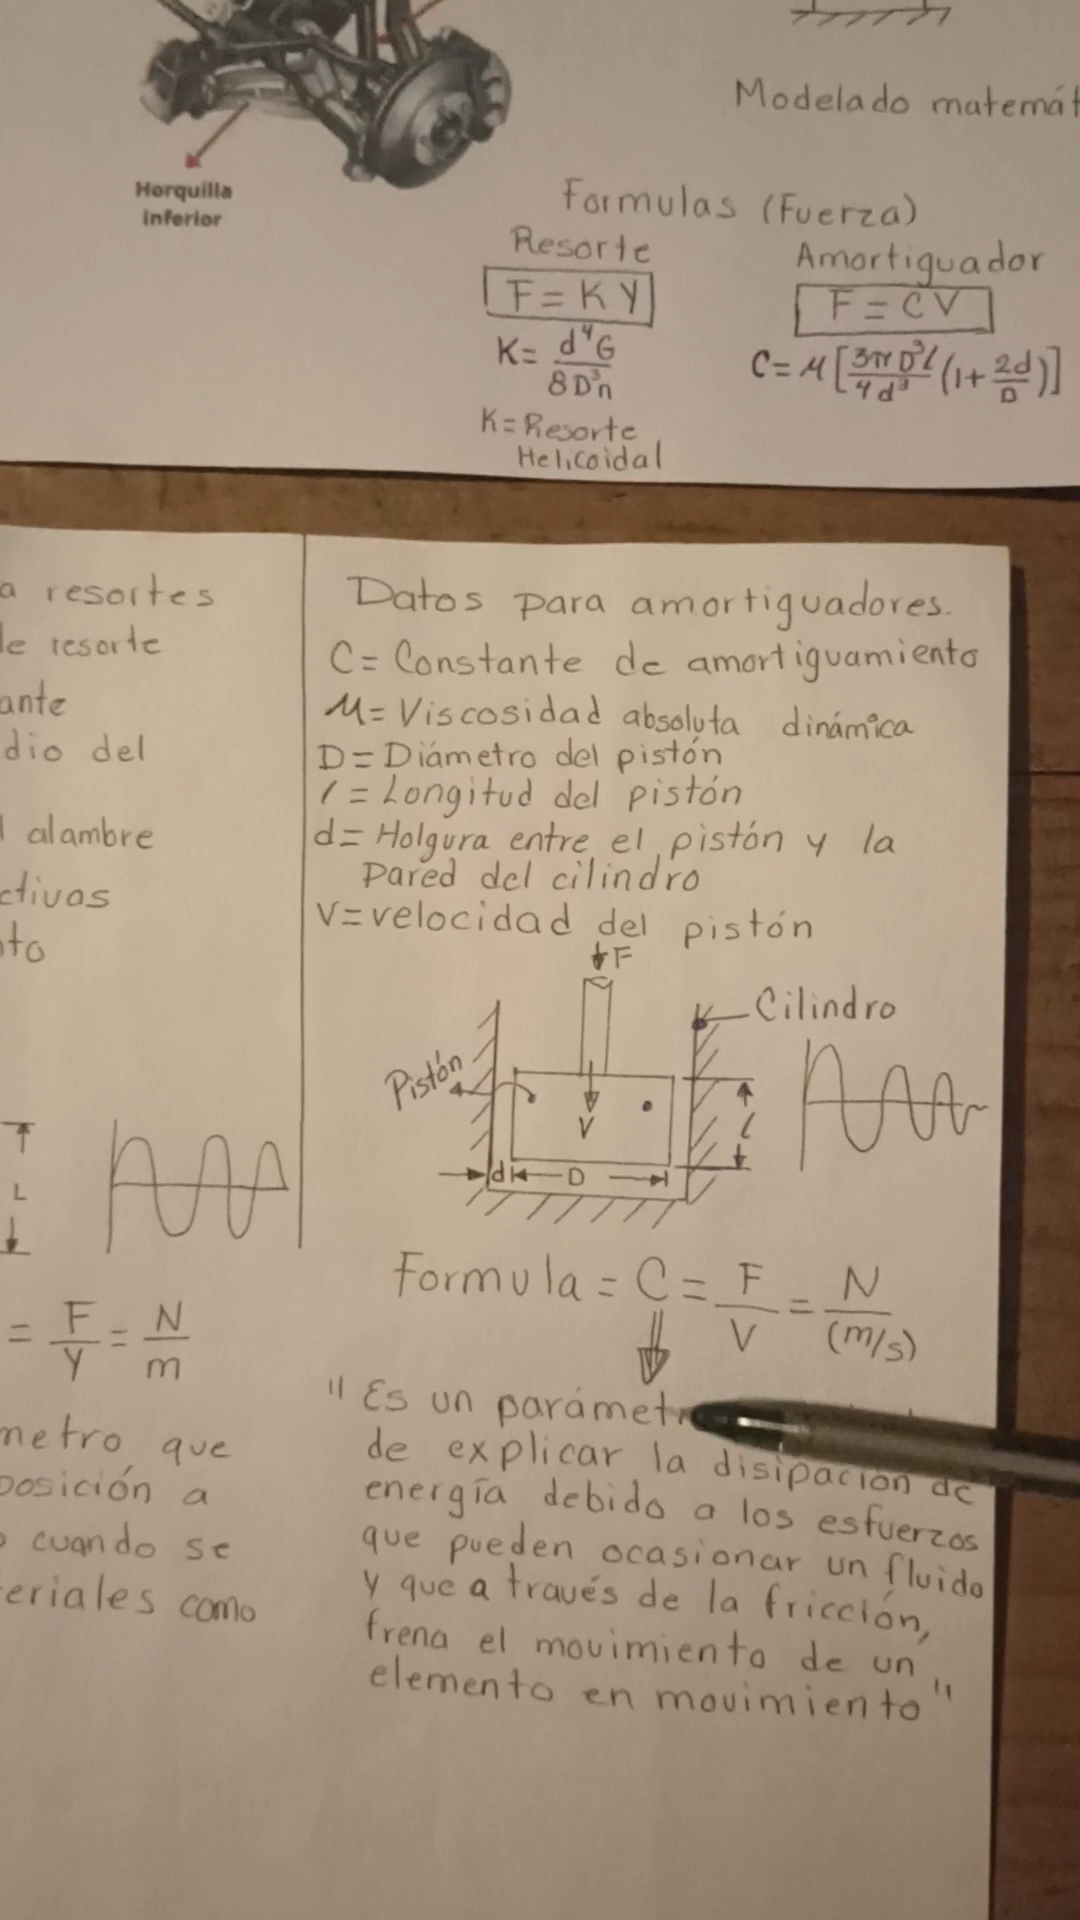 Horquilla
inferior
Modelado matemát
Formulas (Fuerza)
Resorte
F = K Y
K = d⁴G / 8D³n
K = Resorte
Helicoidal
Amortiguador
F = C V
C = μ [3πD³l / 4d³ (1 + 2d/D)]
a resortes
le resorte
ante
dio del
l alambre
ctivas
to
L
= F/Y = N/m
metro que
posición a
o cuando se
eriales como
Datos para amortiguadores.
C = Constante de amortiguamiento
μ = Viscosidad absoluta dinámica
D = Diámetro del pistón
l = Longitud del pistón
d = Holgura entre el pistón y la
Pared del cilindro
V = velocidad del pistón
F
Cilindro
Pistón
V
l
d D
Formula = C = F/V = N/(m/s)
"Es un parámet
de explicar la disipación de
energía debido a los esfuerzos
que pueden ocasionar un fluido
y que a través de la fricción,
frena el movimiento de un
elemento en movimiento"